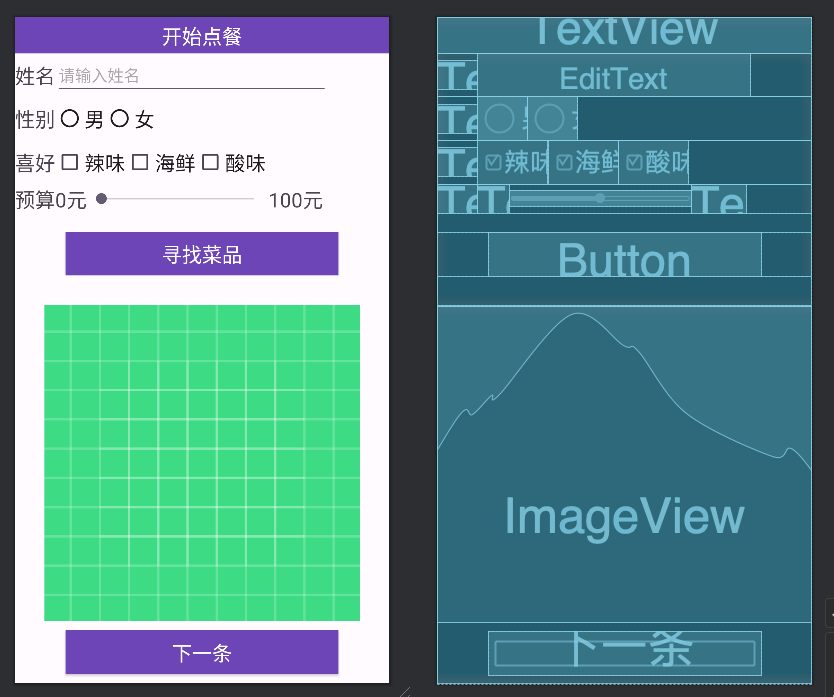 开始点餐
姓名 请输入姓名
性别 男 女
喜好 辣味 海鲜 酸味
预算0元 100元
寻找菜品
下一条
TextView
Te EditText
Te
Te 辣味 海鲜 酸味
Te Te Te
Button
ImageView
下一条